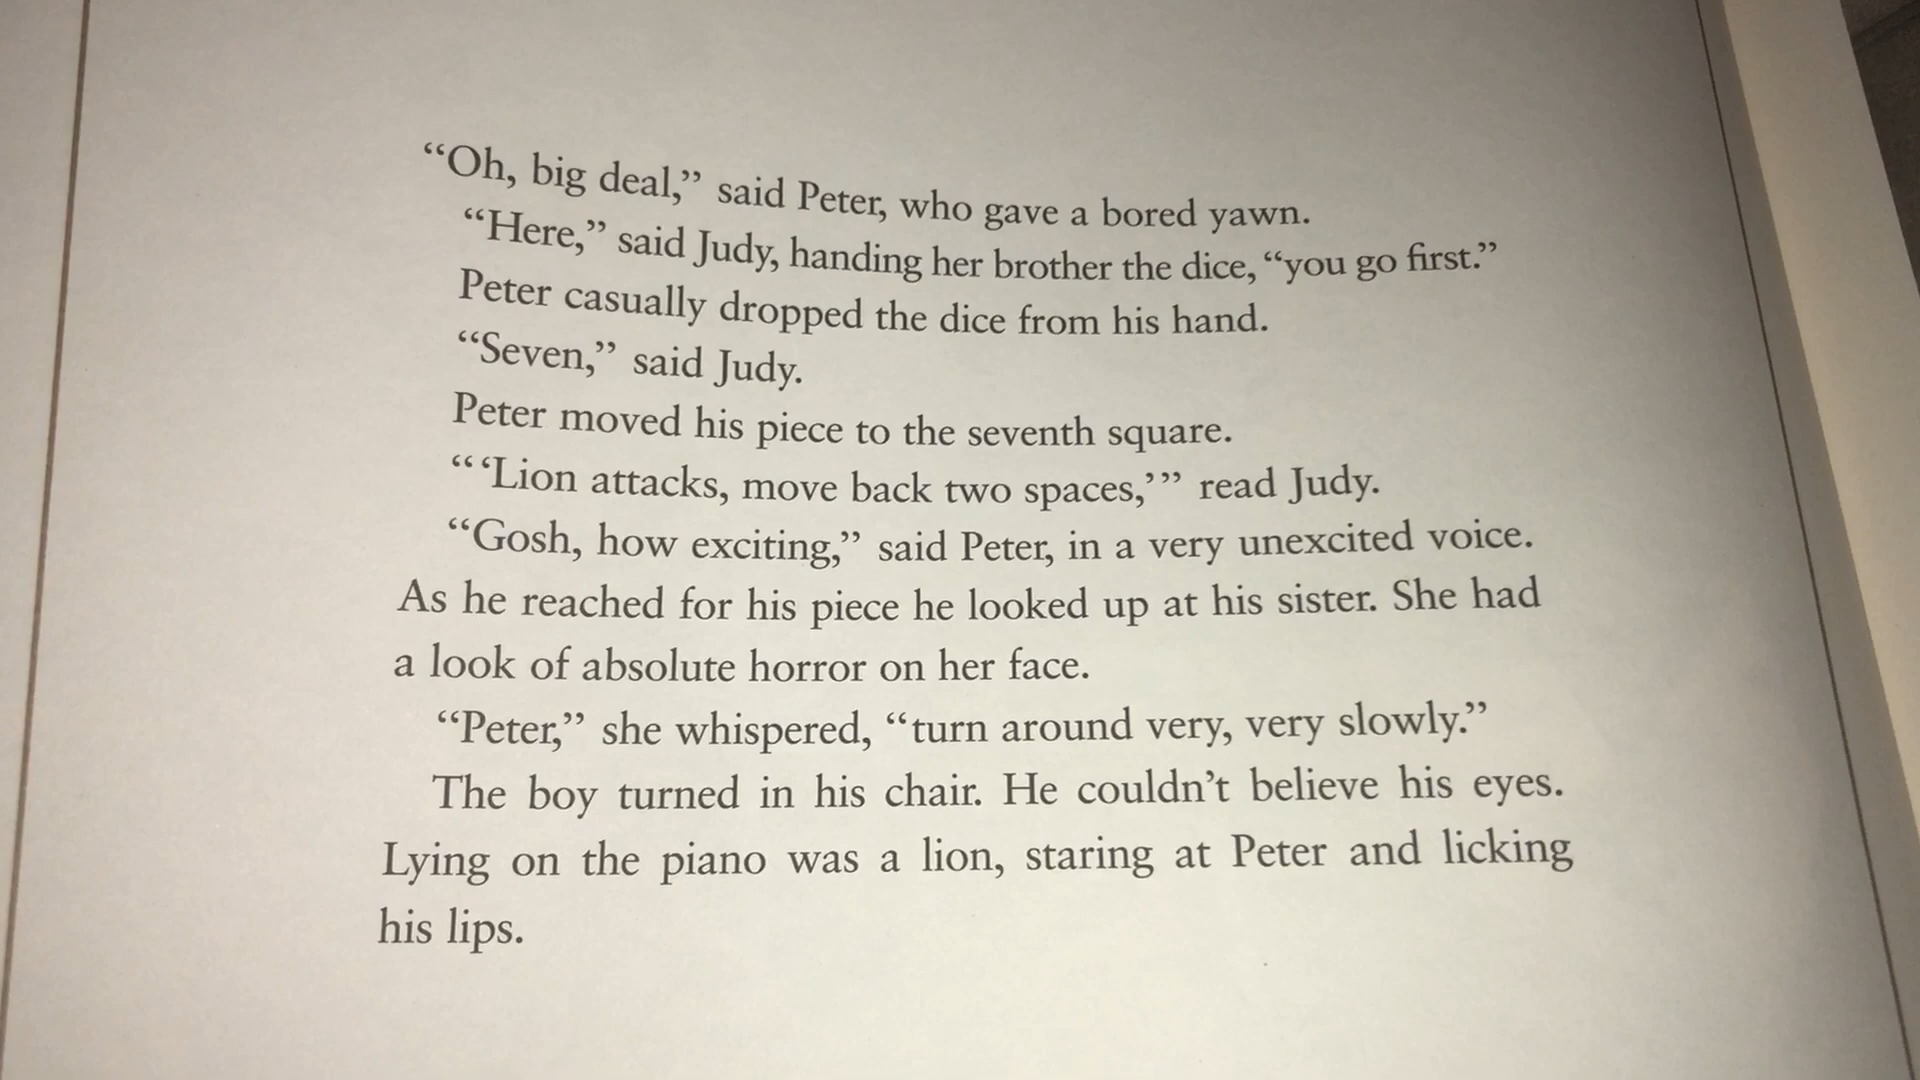 “Oh, big deal,” said Peter, who gave a bored yawn.
“Here,” said Judy, handing her brother the dice, “you go first.”
Peter casually dropped the dice from his hand.
“Seven,” said Judy.
Peter moved his piece to the seventh square.
“ ‘Lion attacks, move back two spaces,’ ” read Judy.
“Gosh, how exciting,” said Peter, in a very unexcited voice.
As he reached for his piece he looked up at his sister. She had
a look of absolute horror on her face.
“Peter,” she whispered, “turn around very, very slowly.”
The boy turned in his chair. He couldn’t believe his eyes.
Lying on the piano was a lion, staring at Peter and licking
his lips.